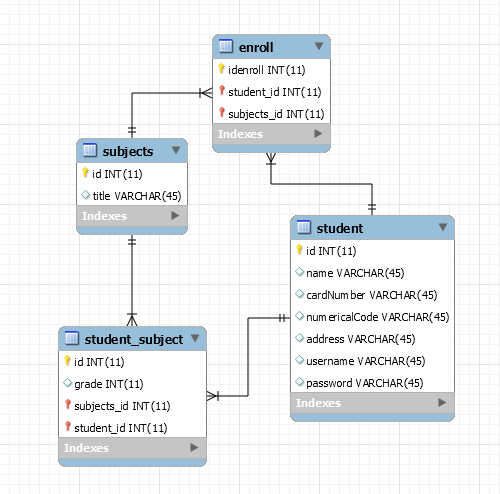 enroll
idenroll INT(11)
student_id INT(11)
subjects_id INT(11)
Indexes
subjects
id INT(11)
title VARCHAR(45)
Indexes
student
id INT(11)
name VARCHAR(45)
cardNumber VARCHAR(45)
numericalCode VARCHAR(45)
address VARCHAR(45)
username VARCHAR(45)
password VARCHAR(45)
Indexes
student_subject
id INT(11)
grade INT(11)
subjects_id INT(11)
student_id INT(11)
Indexes